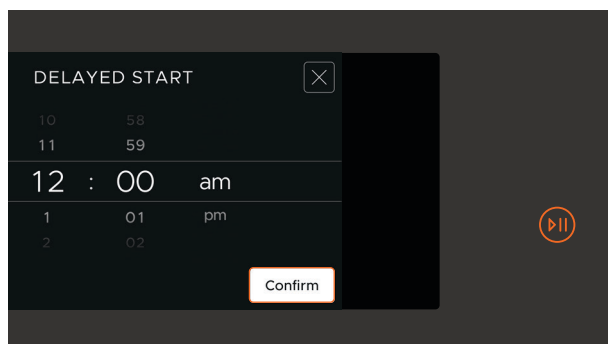 DELAYED START
10 58
11 59
12 : 00 am
1 01 pm
2 02
Confirm